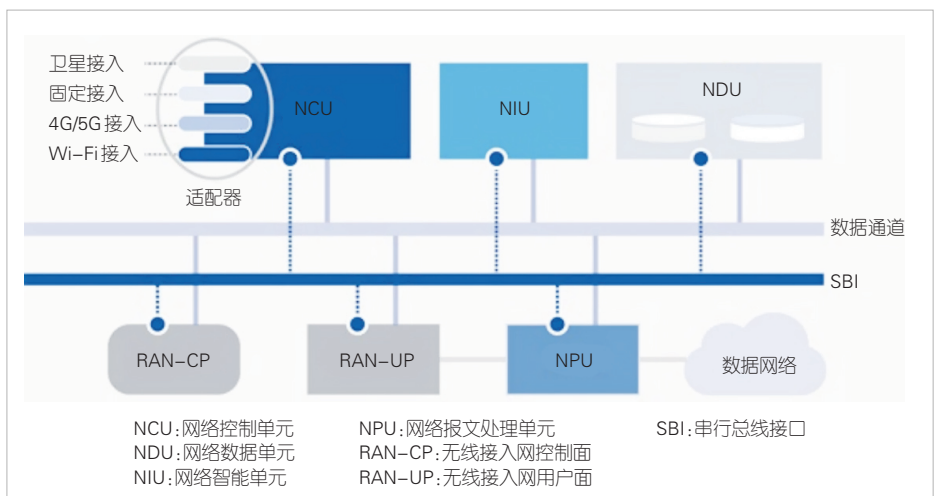 卫星接入
固定接入
4G/5G接入
Wi-Fi接入
适配器
NCU
NIU
NDU
数据通道
SBI
RAN-CP
RAN-UP
NPU
数据网络
NCU:网络控制单元
NDU:网络数据单元
NIU:网络智能单元
NPU:网络报文处理单元
RAN-CP:无线接入网控制面
RAN-UP:无线接入网用户面
SBI:串行总线接口